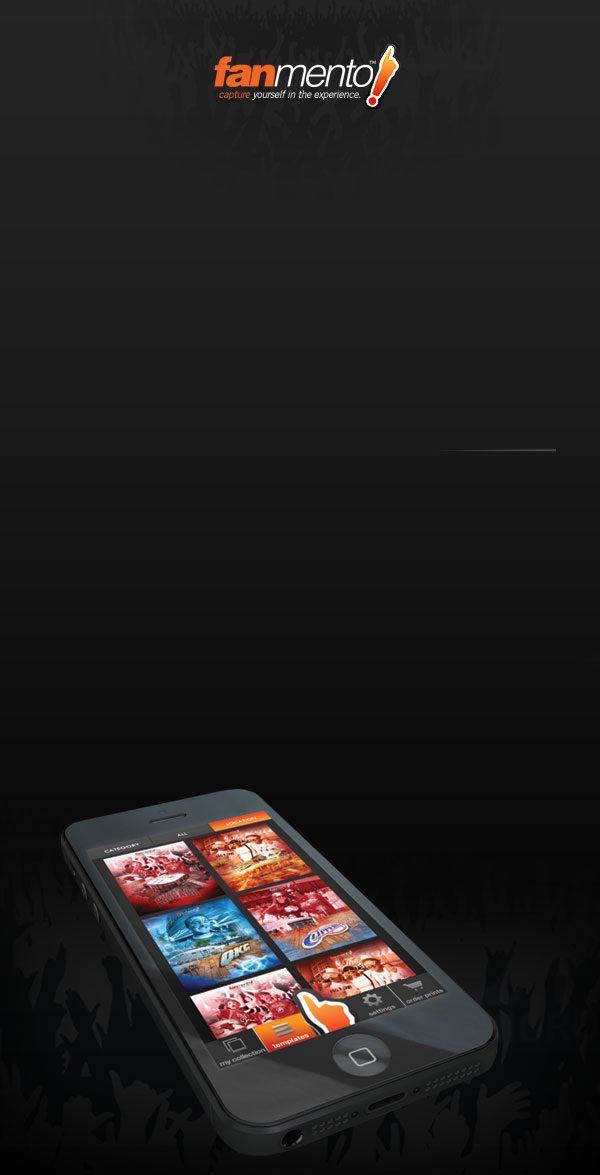 fanmento!™
capture yourself in the experience.
CATEGORY ALL LOCATION
OKC
my collection templates settings order prints